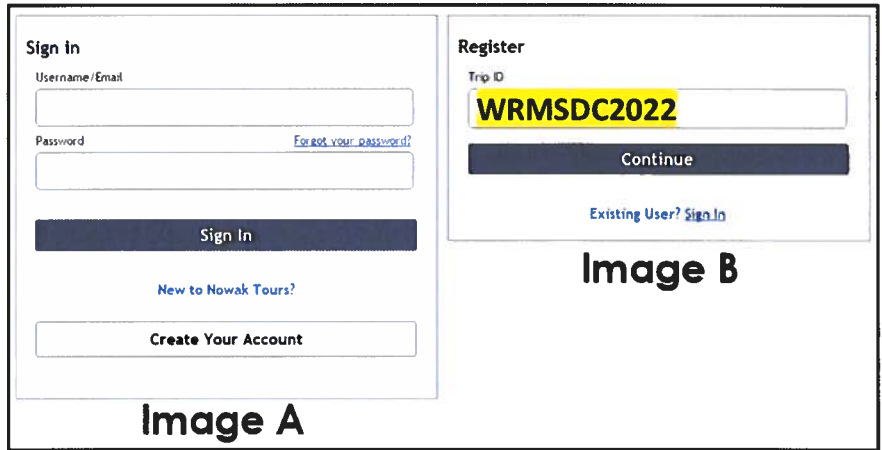 Sign in
Username/Email
Password Forgot your password?
Sign In
New to Nowak Tours?
Create Your Account
Image A
Register
Trip ID
WRMSDC2022
Continue
Existing User? Sign In
Image B